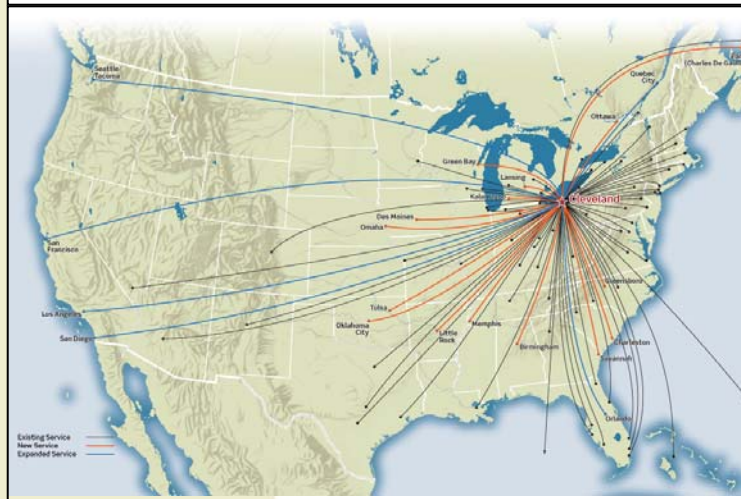 Seattle/
Tacoma
(Charles De Gaulle
Quebec
City
Ottawa
Green Bay
Lansing
Kalamazoo
Cleveland
Des Moines
Omaha
San
Francisco
Greensboro
Los Angeles
Tulsa
San Diego
Oklahoma
City
Little
Rock
Memphis
Birmingham
Charleston
Savannah
Orlando
Existing Service
New Service
Expanded Service